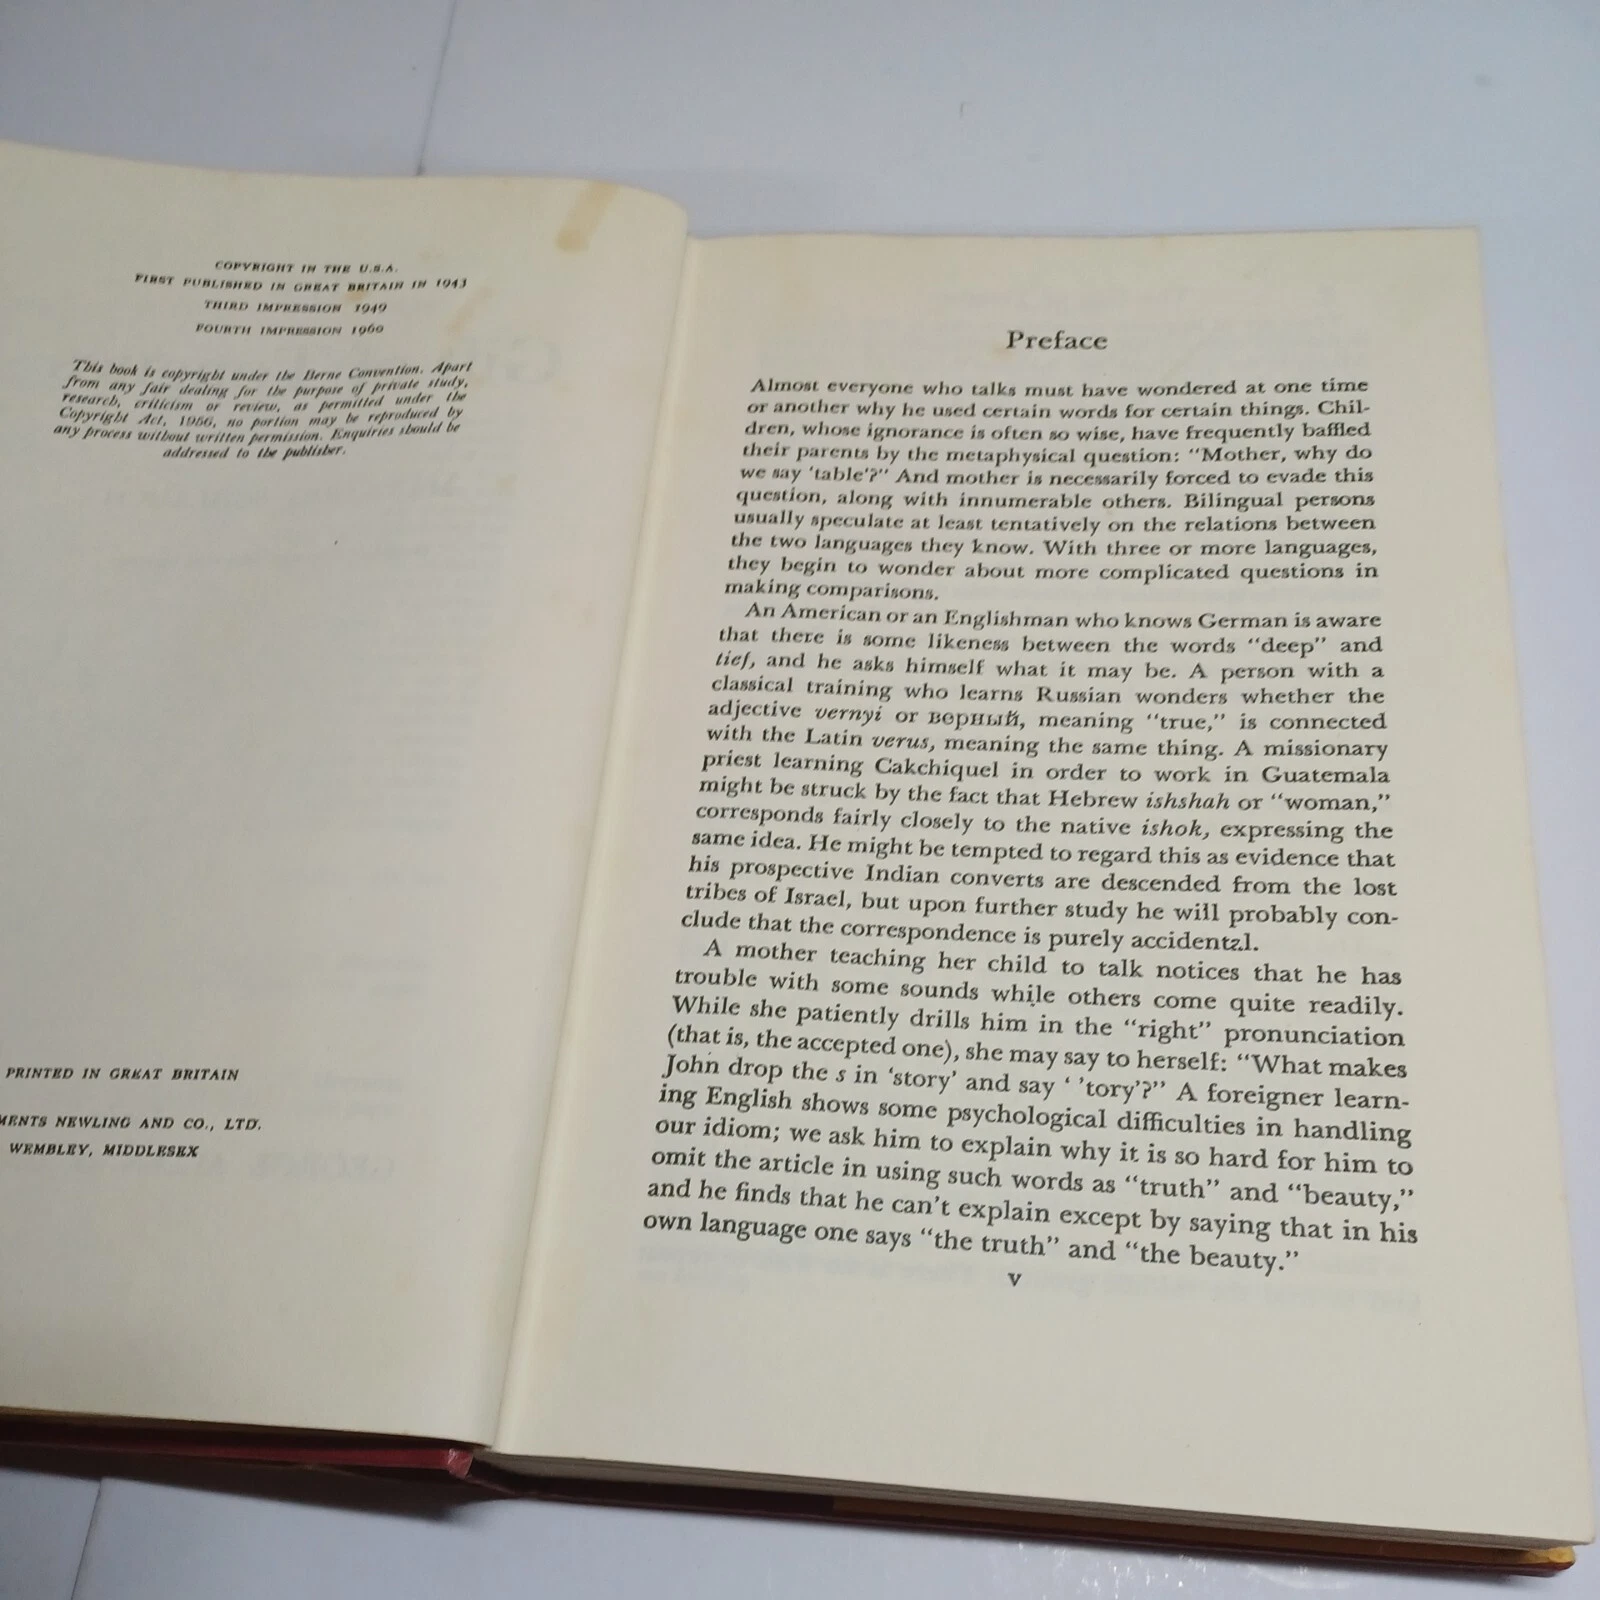 COPYRIGHT IN THE U.S.A.
FIRST PUBLISHED IN GREAT BRITAIN IN 1943
THIRD IMPRESSION 1949
FOURTH IMPRESSION 1960
This book is copyright under the Berne Convention. Apart
from any fair dealing for the purpose of private study,
research, criticism or review, as permitted under the
Copyright Act, 1956, no portion may be reproduced by
any process without written permission. Enquiries should be
addressed to the publisher.
PRINTED IN GREAT BRITAIN
MENTS NEWLING AND CO., LTD.
WEMBLEY, MIDDLESEX
Preface
Almost everyone who talks must have wondered at one time
or another why he used certain words for certain things. Chil-
dren, whose ignorance is often so wise, have frequently baffled
their parents by the metaphysical question: "Mother, why do
we say 'table'?" And mother is necessarily forced to evade this
question, along with innumerable others. Bilingual persons
usually speculate at least tentatively on the relations between
the two languages they know. With three or more languages,
they begin to wonder about more complicated questions in
making comparisons.
An American or an Englishman who knows German is aware
that there is some likeness between the words "deep" and
tief, and he asks himself what it may be. A person with a
classical training who learns Russian wonders whether the
adjective vernyi or верный, meaning "true," is connected
with the Latin verus, meaning the same thing. A missionary
priest learning Cakchiquel in order to work in Guatemala
might be struck by the fact that Hebrew ishshah or "woman,"
corresponds fairly closely to the native ishok, expressing the
same idea. He might be tempted to regard this as evidence that
his prospective Indian converts are descended from the lost
tribes of Israel, but upon further study he will probably con-
clude that the correspondence is purely accidental.
A mother teaching her child to talk notices that he has
trouble with some sounds while others come quite readily.
While she patiently drills him in the "right" pronunciation
(that is, the accepted one), she may say to herself: "What makes
John drop the s in 'story' and say ' 'tory'?" A foreigner learn-
ing English shows some psychological difficulties in handling
our idiom; we ask him to explain why it is so hard for him to
omit the article in using such words as "truth" and "beauty,"
and he finds that he can't explain except by saying that in his
own language one says "the truth" and "the beauty."
v